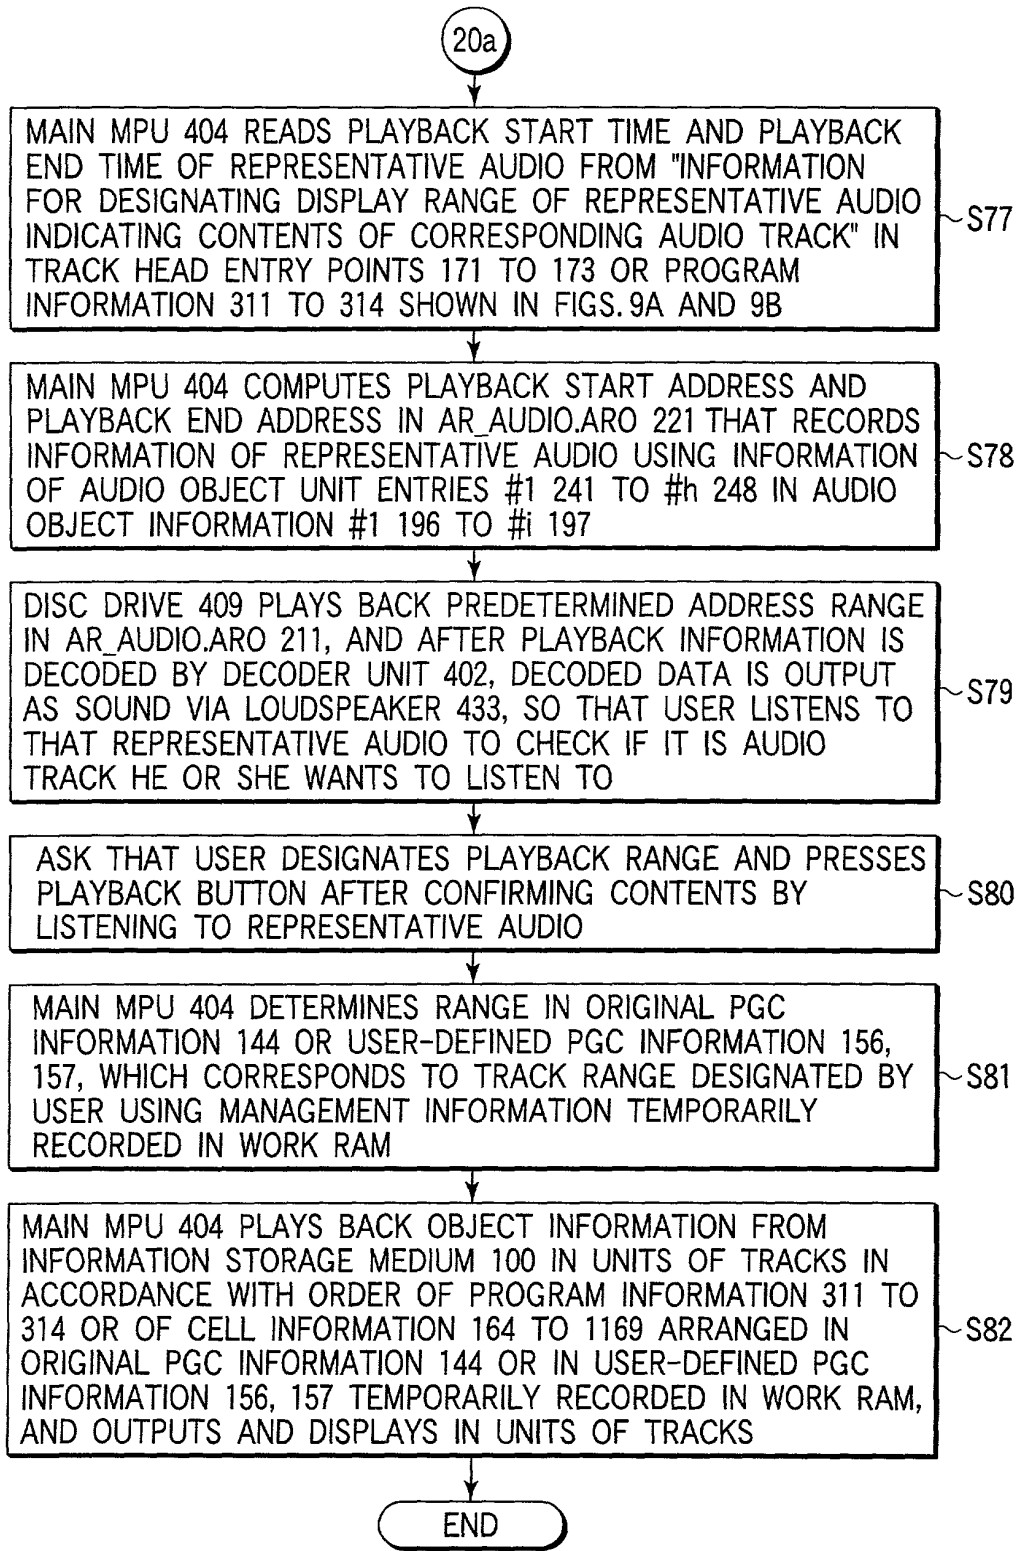 20a
MAIN MPU 404 READS PLAYBACK START TIME AND PLAYBACK
END TIME OF REPRESENTATIVE AUDIO FROM "INFORMATION
FOR DESIGNATING DISPLAY RANGE OF REPRESENTATIVE AUDIO
INDICATING CONTENTS OF CORRESPONDING AUDIO TRACK" IN
TRACK HEAD ENTRY POINTS 171 TO 173 OR PROGRAM
INFORMATION 311 TO 314 SHOWN IN FIGS. 9A AND 9B
S77
MAIN MPU 404 COMPUTES PLAYBACK START ADDRESS AND
PLAYBACK END ADDRESS IN AR_AUDIO.ARO 221 THAT RECORDS
INFORMATION OF REPRESENTATIVE AUDIO USING INFORMATION
OF AUDIO OBJECT UNIT ENTRIES #1 241 TO #h 248 IN AUDIO
OBJECT INFORMATION #1 196 TO #i 197
S78
DISC DRIVE 409 PLAYS BACK PREDETERMINED ADDRESS RANGE
IN AR_AUDIO.ARO 211, AND AFTER PLAYBACK INFORMATION IS
DECODED BY DECODER UNIT 402, DECODED DATA IS OUTPUT
AS SOUND VIA LOUDSPEAKER 433, SO THAT USER LISTENS TO
THAT REPRESENTATIVE AUDIO TO CHECK IF IT IS AUDIO
TRACK HE OR SHE WANTS TO LISTEN TO
S79
ASK THAT USER DESIGNATES PLAYBACK RANGE AND PRESSES
PLAYBACK BUTTON AFTER CONFIRMING CONTENTS BY
LISTENING TO REPRESENTATIVE AUDIO
S80
MAIN MPU 404 DETERMINES RANGE IN ORIGINAL PGC
INFORMATION 144 OR USER-DEFINED PGC INFORMATION 156,
157, WHICH CORRESPONDS TO TRACK RANGE DESIGNATED BY
USER USING MANAGEMENT INFORMATION TEMPORARILY
RECORDED IN WORK RAM
S81
MAIN MPU 404 PLAYS BACK OBJECT INFORMATION FROM
INFORMATION STORAGE MEDIUM 100 IN UNITS OF TRACKS IN
ACCORDANCE WITH ORDER OF PROGRAM INFORMATION 311 TO
314 OR OF CELL INFORMATION 164 TO 1169 ARRANGED IN
ORIGINAL PGC INFORMATION 144 OR IN USER-DEFINED PGC
INFORMATION 156, 157 TEMPORARILY RECORDED IN WORK RAM,
AND OUTPUTS AND DISPLAYS IN UNITS OF TRACKS
S82
END